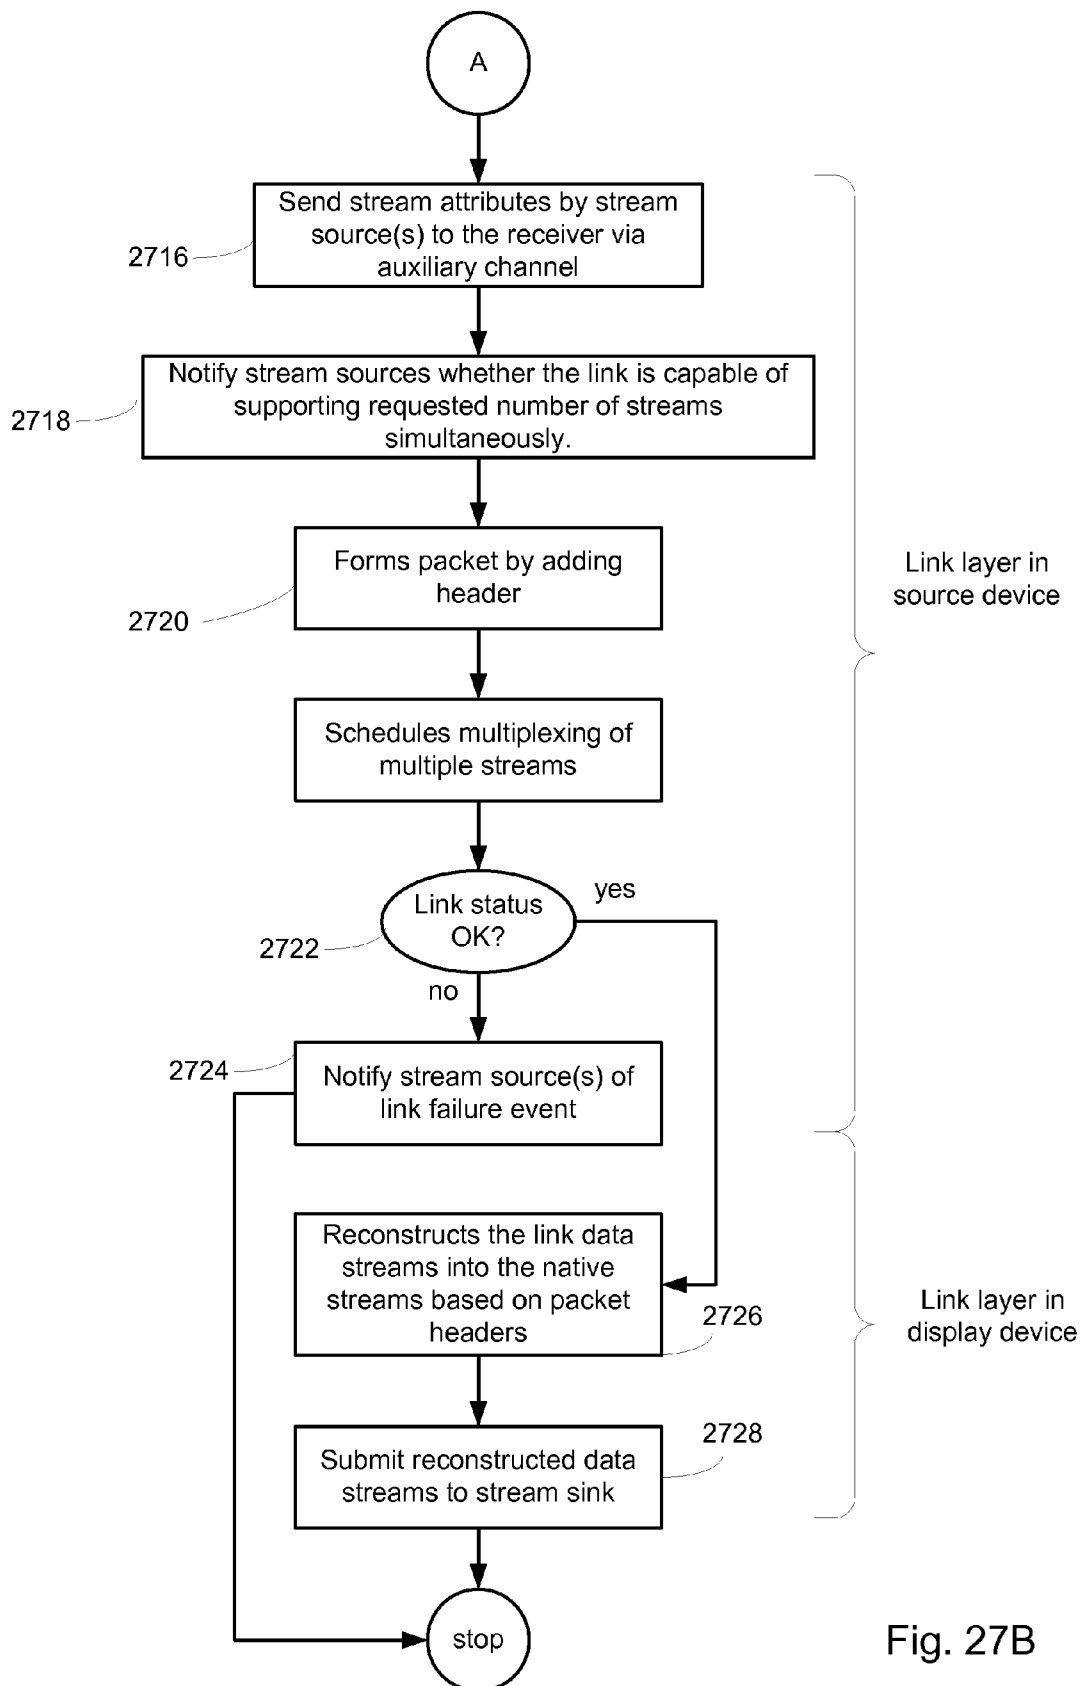 A
Send stream attributes by stream
source(s) to the receiver via
auxiliary channel
2716
Notify stream sources whether the link is capable of
supporting requested number of streams
simultaneously.
2718
Forms packet by adding
header
2720
Link layer in
source device
Schedules multiplexing of
multiple streams
Link status
OK?
yes
2722
no
2724
Notify stream source(s) of
link failure event
Reconstructs the link data
streams into the native
streams based on packet
headers
2726
Link layer in
display device
2728
Submit reconstructed data
streams to stream sink
stop
Fig. 27B